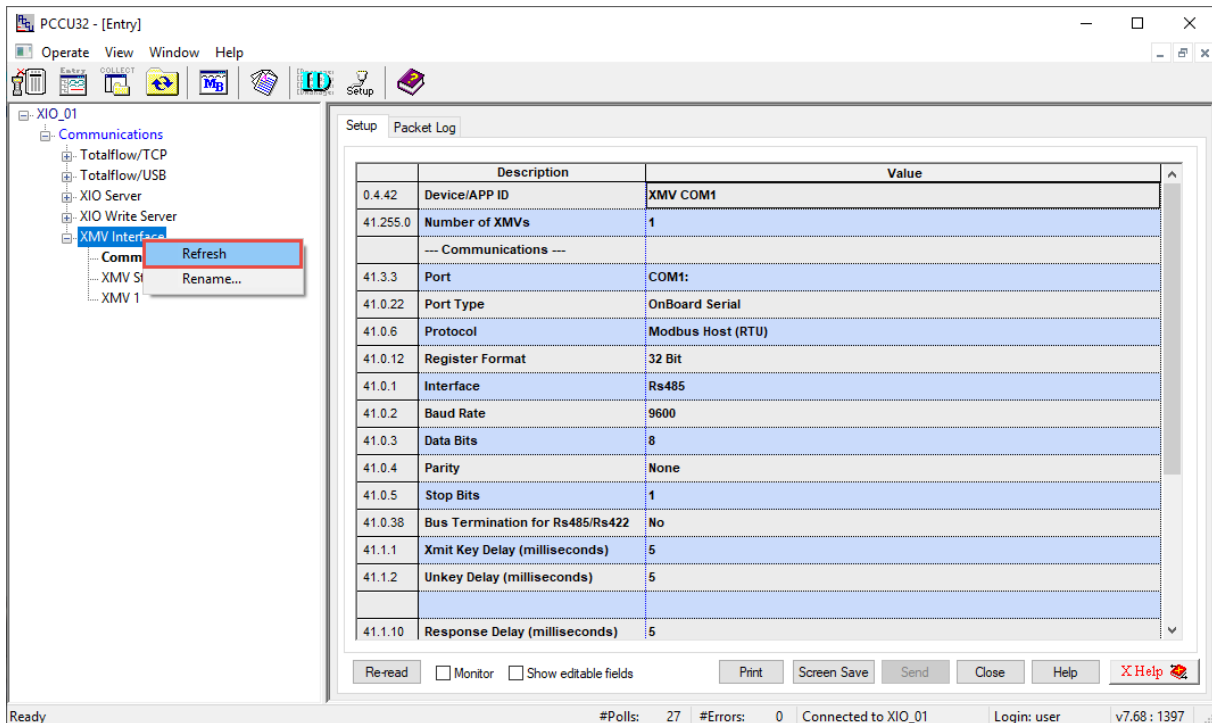 PCCU32 - [Entry]
Operate View Window Help
Entry COLLECT MB ID Setup
XIO_01
Communications
Totalflow/TCP
Totalflow/USB
XIO Server
XIO Write Server
XMV Interface
Comm
XMV St
XMV 1
Refresh
Rename...
Setup Packet Log
Description Value
0.4.42 Device/APP ID XMV COM1
41.255.0 Number of XMVs 1
--- Communications ---
41.3.3 Port COM1:
41.0.22 Port Type OnBoard Serial
41.0.6 Protocol Modbus Host (RTU)
41.0.12 Register Format 32 Bit
41.0.1 Interface Rs485
41.0.2 Baud Rate 9600
41.0.3 Data Bits 8
41.0.4 Parity None
41.0.5 Stop Bits 1
41.0.38 Bus Termination for Rs485/Rs422 No
41.1.1 Xmit Key Delay (milliseconds) 5
41.1.2 Unkey Delay (milliseconds) 5
41.1.10 Response Delay (milliseconds) 5
Re-read Monitor Show editable fields Print Screen Save Send Close Help X Help
Ready #Polls: 27 #Errors: 0 Connected to XIO_01 Login: user v7.68 : 1397